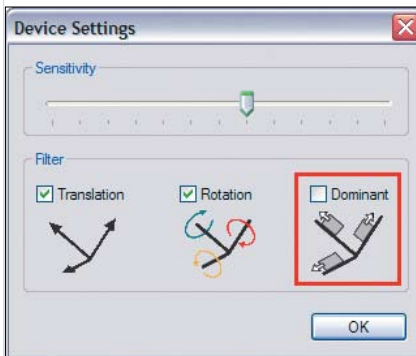 Device Settings
Sensitivity
Filter
Translation
Rotation
Dominant
OK